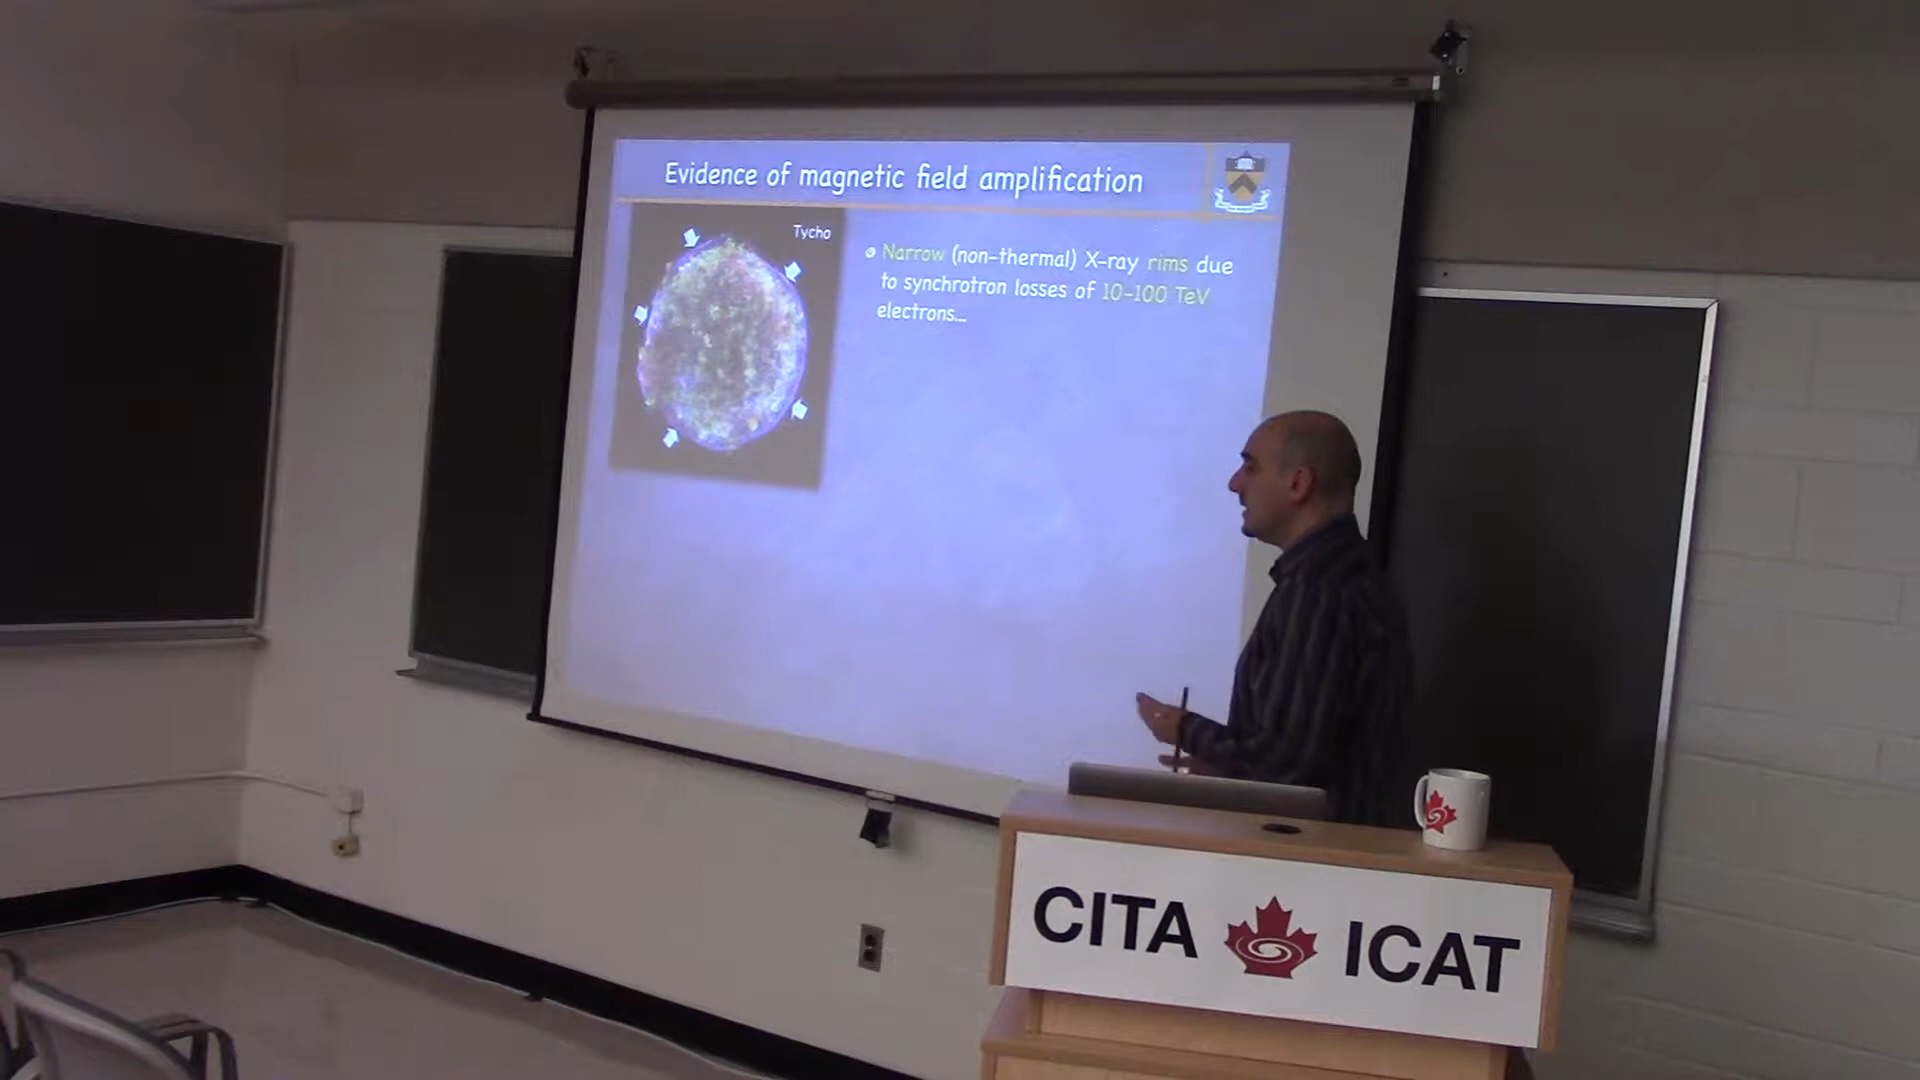 Evidence of magnetic field amplification
Tycho
Narrow (non-thermal) X-ray rims due
to synchrotron losses of 10-100 TeV
electrons...
CITA ICAT